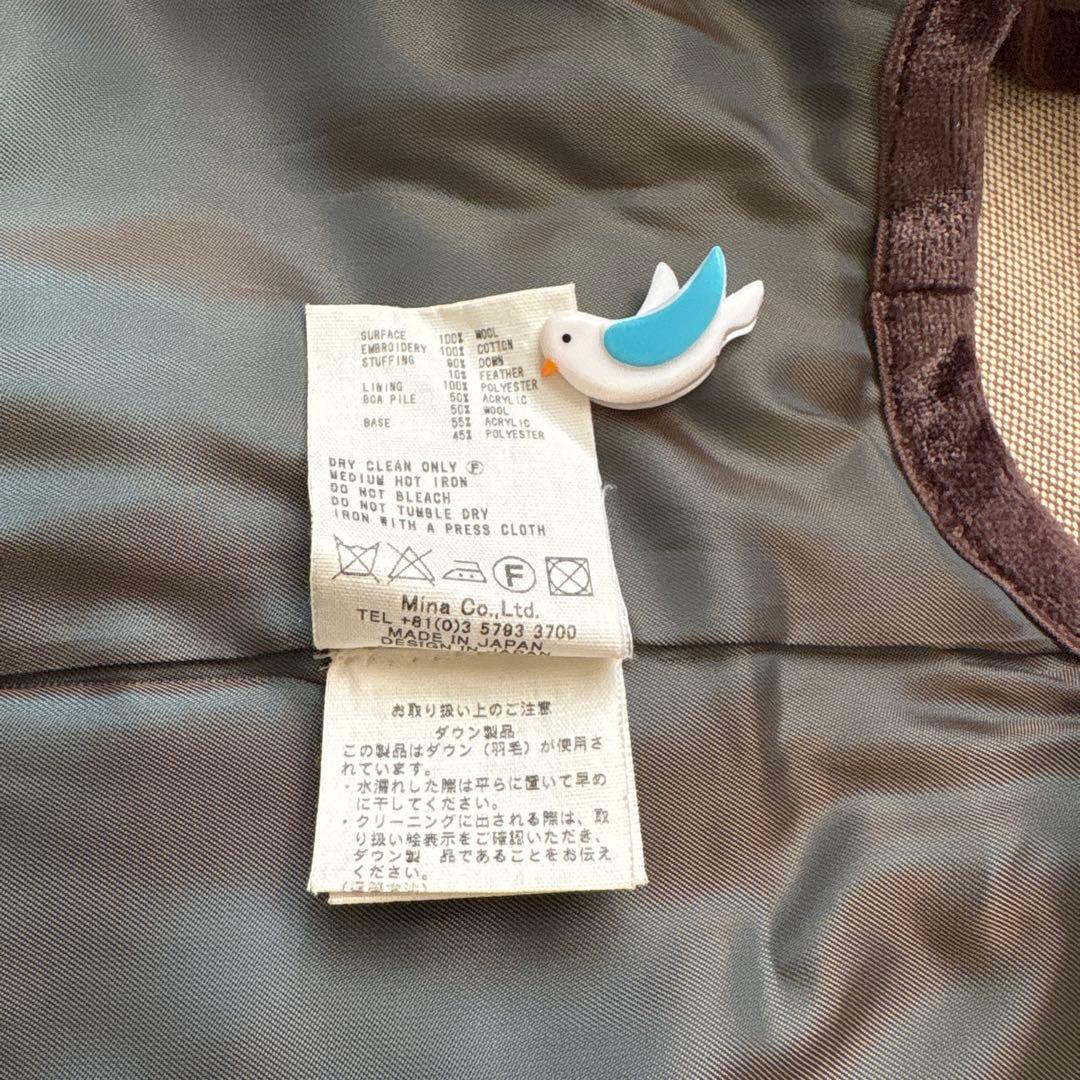 SURFACE 100% WOOL
EMBROIDERY 100% COTTON
STUFFING 90% DOWN
10% FEATHER
LINING 100% POLYESTER
BOA PILE 50% ACRYLIC
50% WOOL
BASE 55% ACRYLIC
45% POLYESTER
DRY CLEAN ONLY Ⓕ
MEDIUM HOT IRON
DO NOT BLEACH
DO NOT TUMBLE DRY
IRON WITH A PRESS CLOTH
F
Mina Co.,Ltd.
TEL +81(0)3 5793 3700
MADE IN JAPAN
DESIGN IN JAPAN
お取り扱い上のご注意
ダウン製品
この製品はダウン(羽毛)が使用さ
れています。
・水濡れした際は平らに置いて早め
に干してください。
・クリーニングに出される際は、取
り扱い絵表示をご確認いただき、
ダウン製 品であることをお伝え
ください。